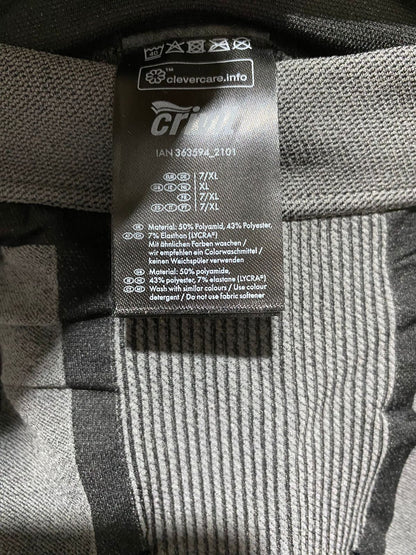 ™
clevercare.info
crivit
IAN 363594_2101
7/XL
XL
7/XL
7/XL
Material: 50% Polyamid, 43% Polyester,
7% Elasthan (LYCRA®)
Mit ähnlichen Farben waschen /
wir empfehlen ein Colorwaschmittel /
keinen Weichspüler verwenden
Material: 50% polyamide,
43% polyester, 7% elastane (LYCRA®)
Wash with similar colours / Use colour
detergent / Do not use fabric softener